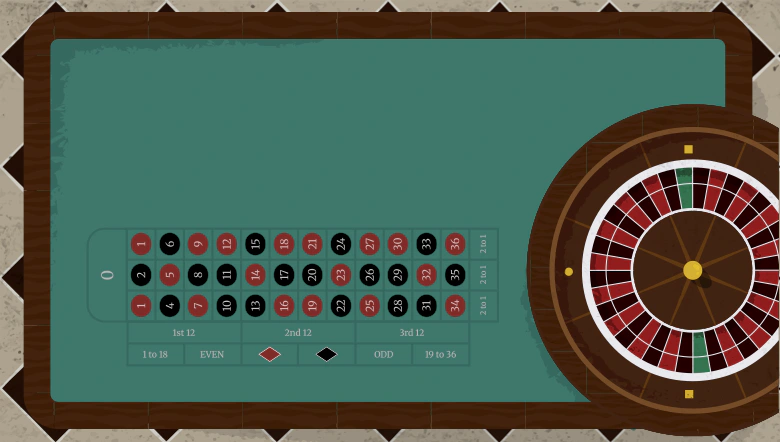 1 6 9 12 15 18 21 24 27 30 33 36 2 to 1
0 2 5 8 11 14 17 20 23 26 29 32 35 2 to 1
1 4 7 10 13 16 19 22 25 28 31 34 2 to 1
1st 12 2nd 12 3rd 12
1 to 18 EVEN ODD 19 to 36